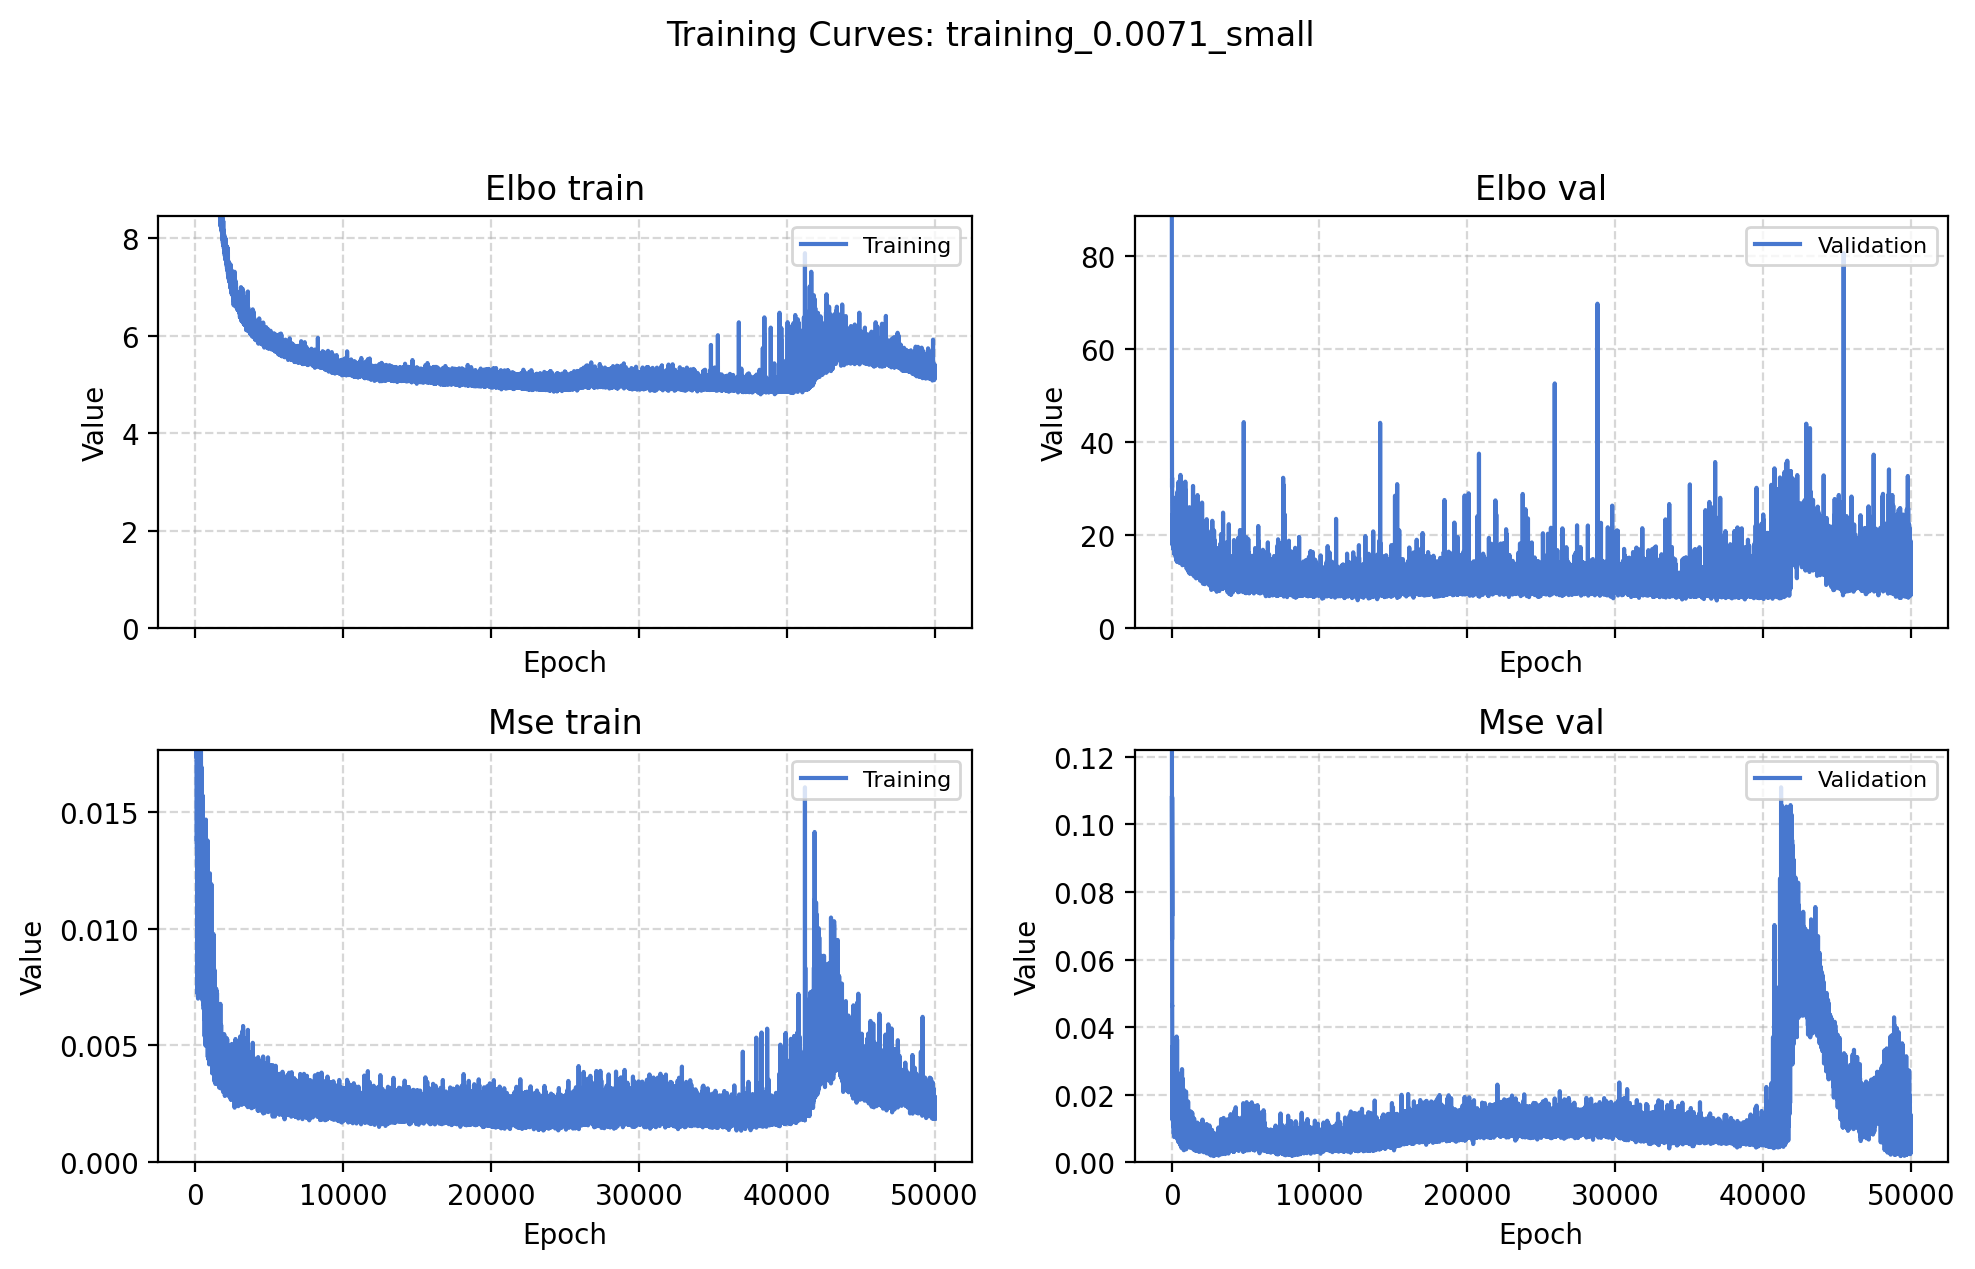 Training Curves: training_0.0071_small
Elbo train
Value
8
6
4
2
0
Training
Epoch
Elbo val
Value
80
60
40
20
0
Validation
Epoch
Mse train
Value
0.015
0.010
0.005
0.000
Training
0 10000 20000 30000 40000 50000
Epoch
Mse val
Value
0.12
0.10
0.08
0.06
0.04
0.02
0.00
Validation
0 10000 20000 30000 40000 50000
Epoch